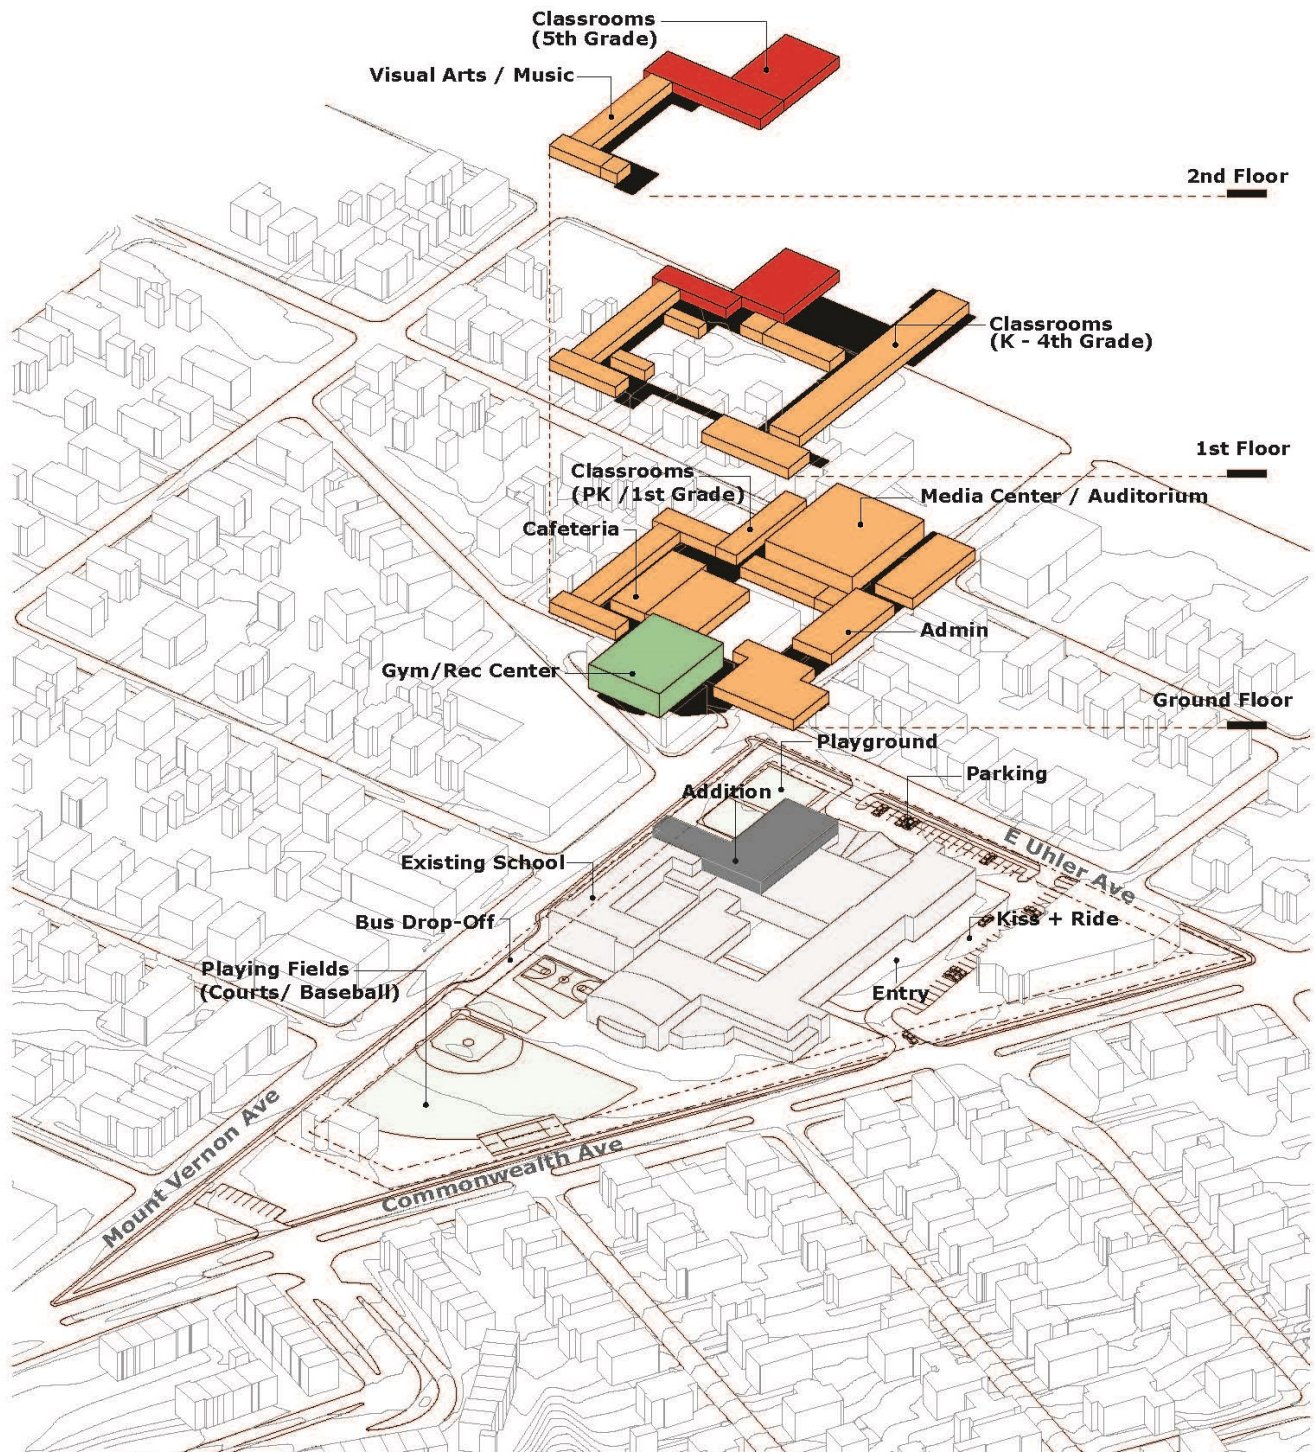 Classrooms
(5th Grade)
Visual Arts / Music
2nd Floor
Classrooms
(K - 4th Grade)
1st Floor
Classrooms
(PK /1st Grade)
Media Center / Auditorium
Cafeteria
Admin
Gym/Rec Center
Ground Floor
Playground
Parking
Addition
E Uhler Ave
Existing School
Bus Drop-Off
Kiss + Ride
Playing Fields
(Courts/ Baseball)
Entry
Mount Vernon Ave
Commonwealth Ave